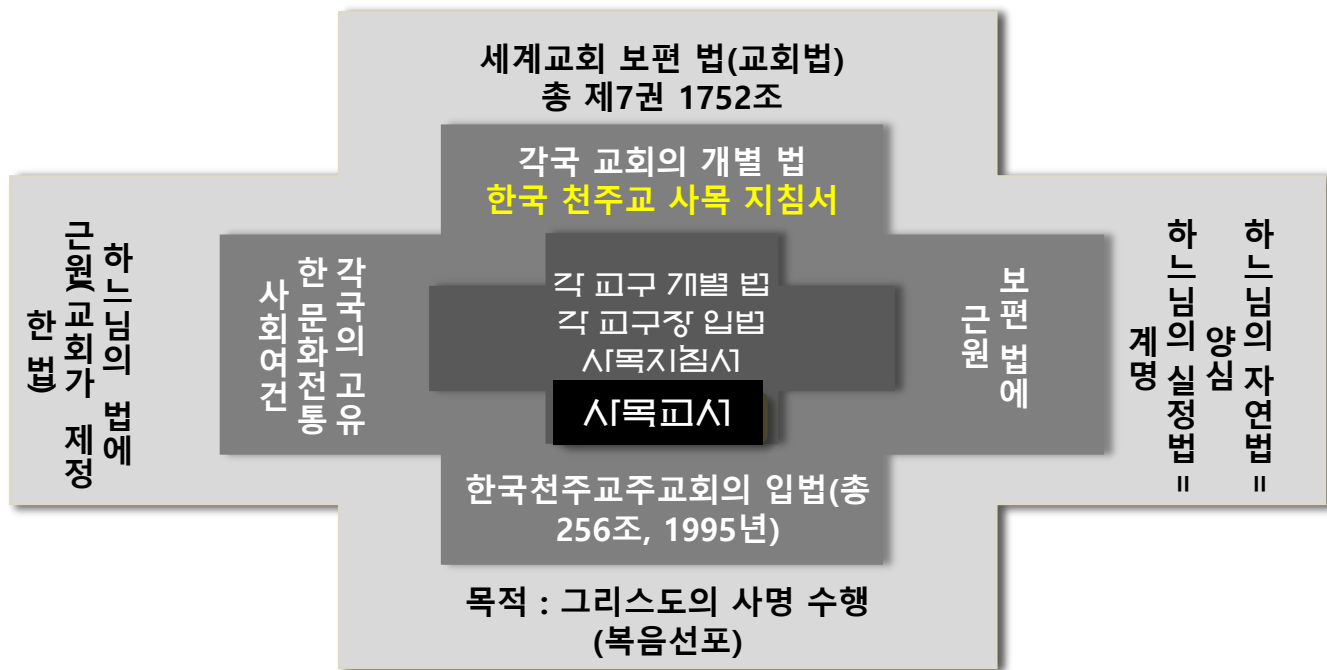 세계교회 보편 법(교회법)
총 제7권 1752조
각국 교회의 개별 법
한국 천주교 사목 지침서
하느님의 법에
근원(교회가 제정
한 법)
각국의 고유
한 문화전통
사회여건
각 교구 개별 법
각 교구장 입법
사목지침서
사목교서
보편 법에
근원
하느님의 자연법=
양심
하느님의 실정법=
계명
한국천주교주교회의 입법(총
256조, 1995년)
목적 : 그리스도의 사명 수행
(복음선포)